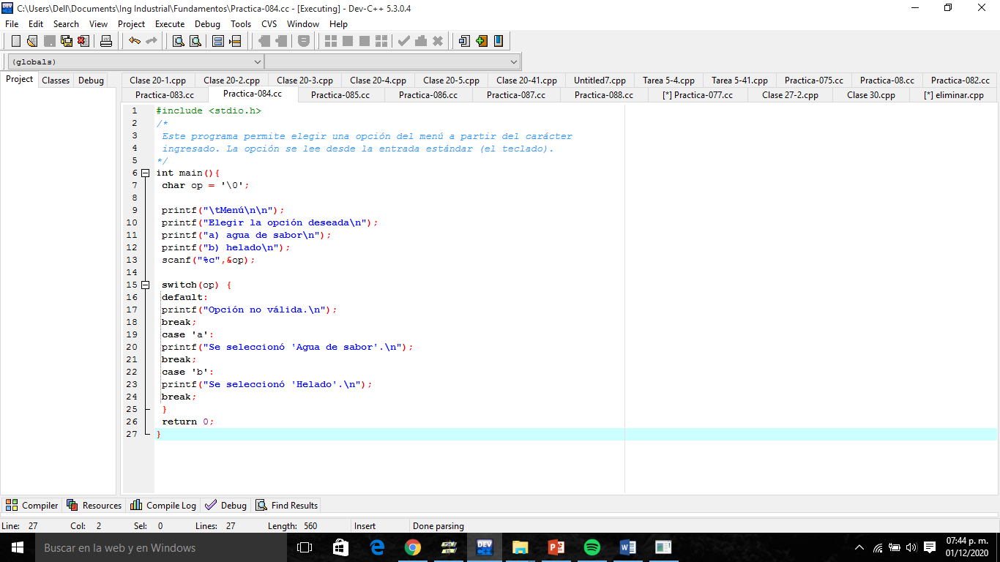 C:\Users\Dell\Documents\Ing Industrial\Fundamentos\Practica-084.cc - [Executing] - Dev-C++ 5.3.0.4
File Edit Search View Project Execute Debug Tools CVS Window Help
(globals)
Project Classes Debug
Clase 20-1.cpp Clase 20-2.cpp Clase 20-3.cpp Clase 20-4.cpp Clase 20-5.cpp Clase 20-41.cpp Untitled7.cpp Tarea 5-4.cpp Tarea 5-41.cpp Practica-075.cc Practica-08.cc Practica-082.cc
Practica-083.cc Practica-084.cc Practica-085.cc Practica-086.cc Practica-087.cc Practica-088.cc [*] Practica-077.cc Clase 27-2.cpp Clase 30.cpp [*] eliminar.cpp
1 #include <stdio.h>
2 /*
3 Este programa permite elegir una opción del menú a partir del carácter
4 ingresado. La opción se lee desde la entrada estándar (el teclado).
5 */
6 int main(){
7 char op = '\0';
8
9 printf("\tMenú\n\n");
10 printf("Elegir la opción deseada\n");
11 printf("a) agua de sabor\n");
12 printf("b) helado\n");
13 scanf("%c",&op);
14
15 switch(op) {
16 default:
17 printf("Opción no válida.\n");
18 break;
19 case 'a':
20 printf("Se seleccionó 'Agua de sabor'.\n");
21 break;
22 case 'b':
23 printf("Se seleccionó 'Helado'.\n");
24 break;
25 }
26 return 0;
27 }
Compiler Resources Compile Log Debug Find Results
Line: 27 Col: 2 Sel: 0 Lines: 27 Length: 560 Insert Done parsing
Buscar en la web y en Windows
07:44 p. m.
01/12/2020